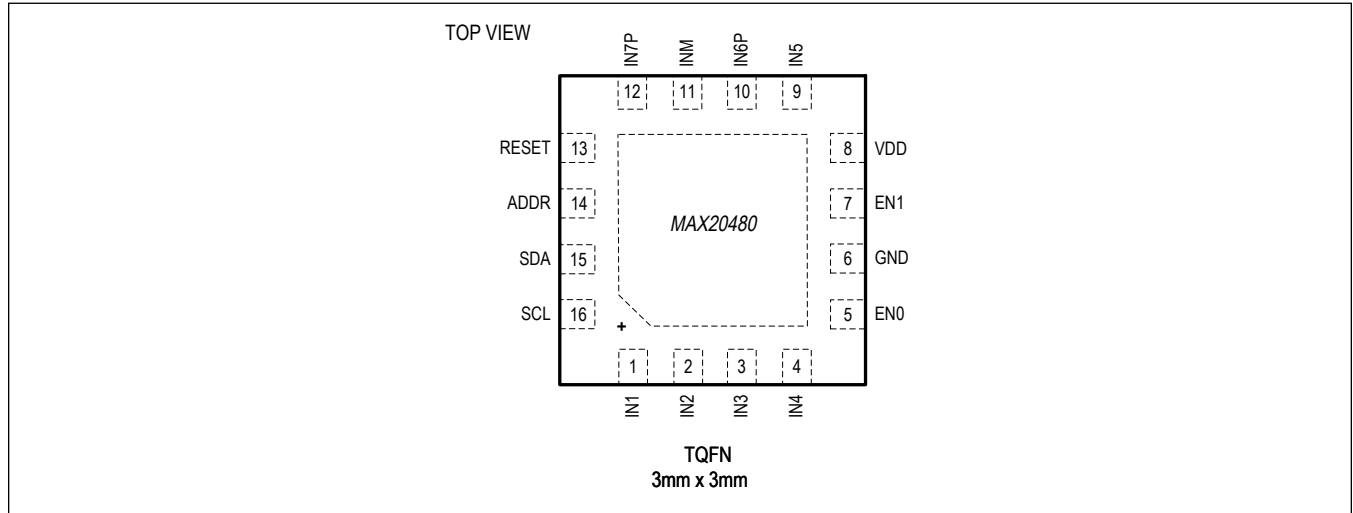 TOP VIEW
IN7P INM IN6P IN5
12 11 10 9
RESET 13 8 VDD
ADDR 14 7 EN1
MAX20480
SDA 15 6 GND
SCL 16 5 EN0
+
1 2 3 4
IN1 IN2 IN3 IN4
TQFN
3mm x 3mm